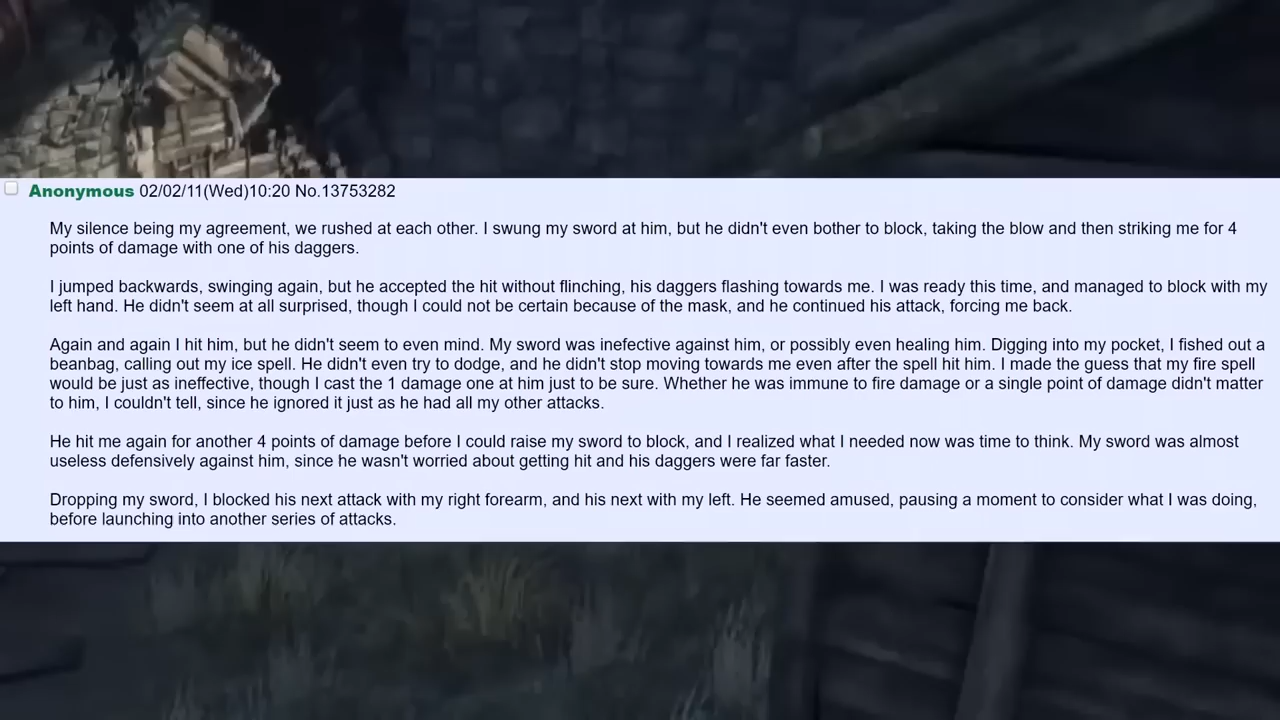 Anonymous 02/02/11(Wed)10:20 No.13753282
My silence being my agreement, we rushed at each other. I swung my sword at him, but he didn't even bother to block, taking the blow and then striking me for 4
points of damage with one of his daggers.
I jumped backwards, swinging again, but he accepted the hit without flinching, his daggers flashing towards me. I was ready this time, and managed to block with my
left hand. He didn't seem at all surprised, though I could not be certain because of the mask, and he continued his attack, forcing me back.
Again and again I hit him, but he didn't seem to even mind. My sword was inefective against him, or possibly even healing him. Digging into my pocket, I fished out a
beanbag, calling out my ice spell. He didn't even try to dodge, and he didn't stop moving towards me even after the spell hit him. I made the guess that my fire spell
would be just as ineffective, though I cast the 1 damage one at him just to be sure. Whether he was immune to fire damage or a single point of damage didn't matter
to him, I couldn't tell, since he ignored it just as he had all my other attacks.
He hit me again for another 4 points of damage before I could raise my sword to block, and I realized what I needed now was time to think. My sword was almost
useless defensively against him, since he wasn't worried about getting hit and his daggers were far faster.
Dropping my sword, I blocked his next attack with my right forearm, and his next with my left. He seemed amused, pausing a moment to consider what I was doing,
before launching into another series of attacks.